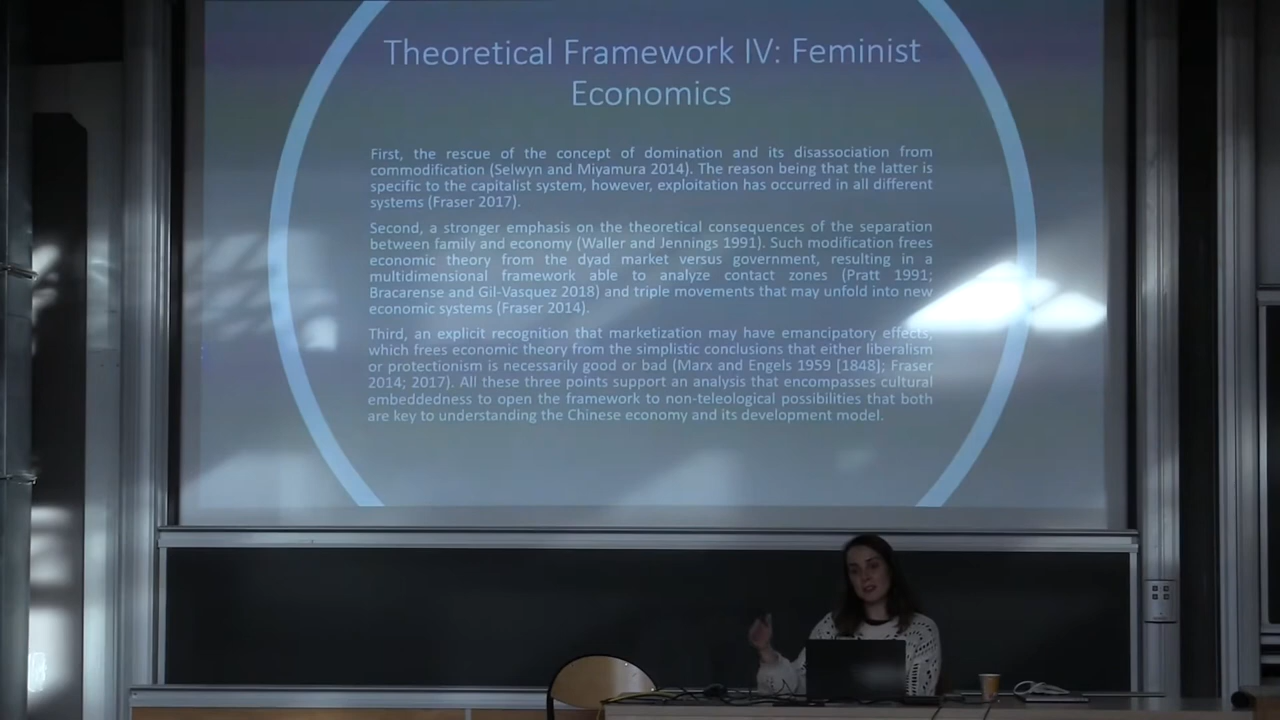 Theoretical Framework IV: Feminist
Economics
First, the rescue of the concept of domination and its disassociation from
commodification (Selwyn and Miyamura 2014). The reason being that the latter is
specific to the capitalist system, however, exploitation has occurred in all different
systems (Fraser 2017).
Second, a stronger emphasis on the theoretical consequences of the separation
between family and economy (Waller and Jennings 1991). Such modification frees
economic theory from the dyad market versus government, resulting in a
multidimensional framework able to analyze contact zones (Pratt 1991;
Bracarense and Gil-Vasquez 2018) and triple movements that may unfold into new
economic systems (Fraser 2014).
Third, an explicit recognition that marketization may have emancipatory effects,
which frees economic theory from the simplistic conclusions that either liberalism
or protectionism is necessarily good or bad (Marx and Engels 1959 [1848]; Fraser
2014; 2017). All these three points support an analysis that encompasses cultural
embeddedness to open the framework to non-teleological possibilities that both
are key to understanding the Chinese economy and its development model.